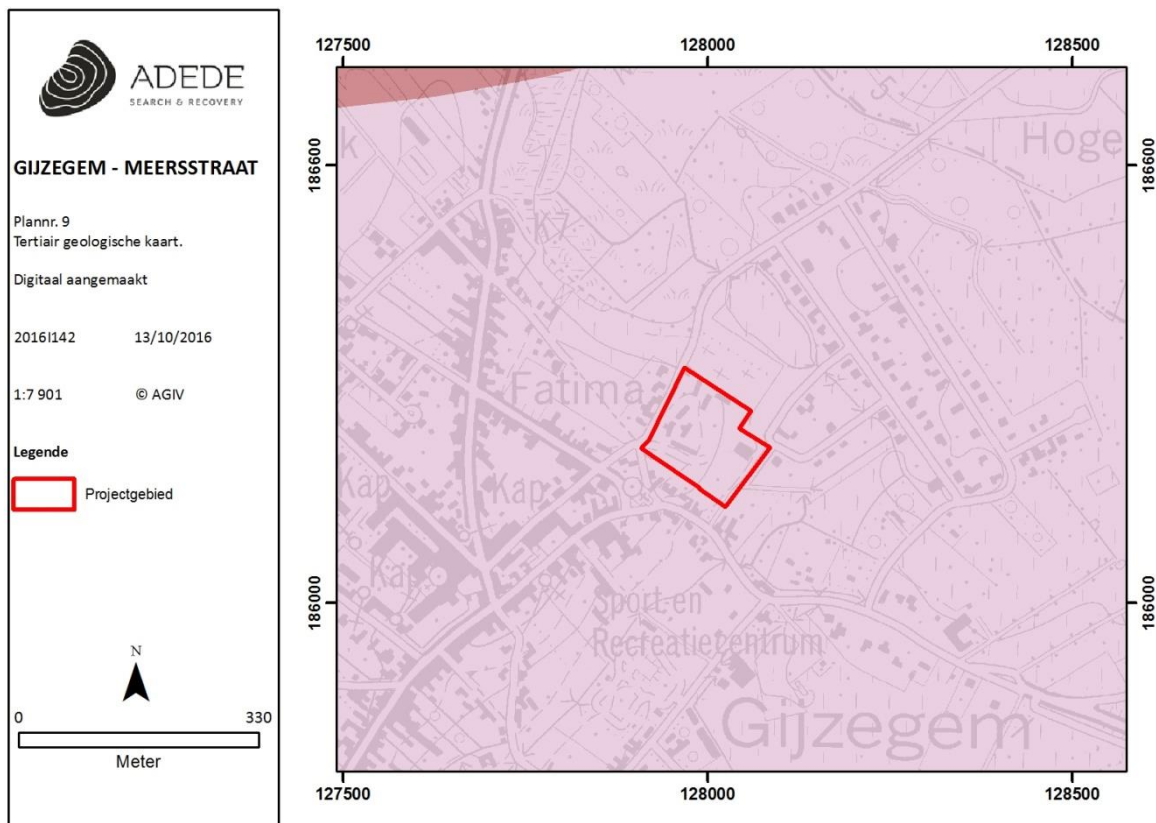 ADEDE
SEARCH & RECOVERY
GIJZEGEM - MEERSSTRAAT
Plannr. 9
Tertiair geologische kaart.
Digitaal aangemaakt
2016I142 13/10/2016
1:7 901 © AGIV
Legende
Projectgebied
N
0 330
Meter
127500 128000 128500
186600 186600
k
Hoge
K7
5
Fatima
Kap
Kap
Kap
186000 186000
Sport en
Recreatiecentrum
Gijzegem
127500 128000 128500